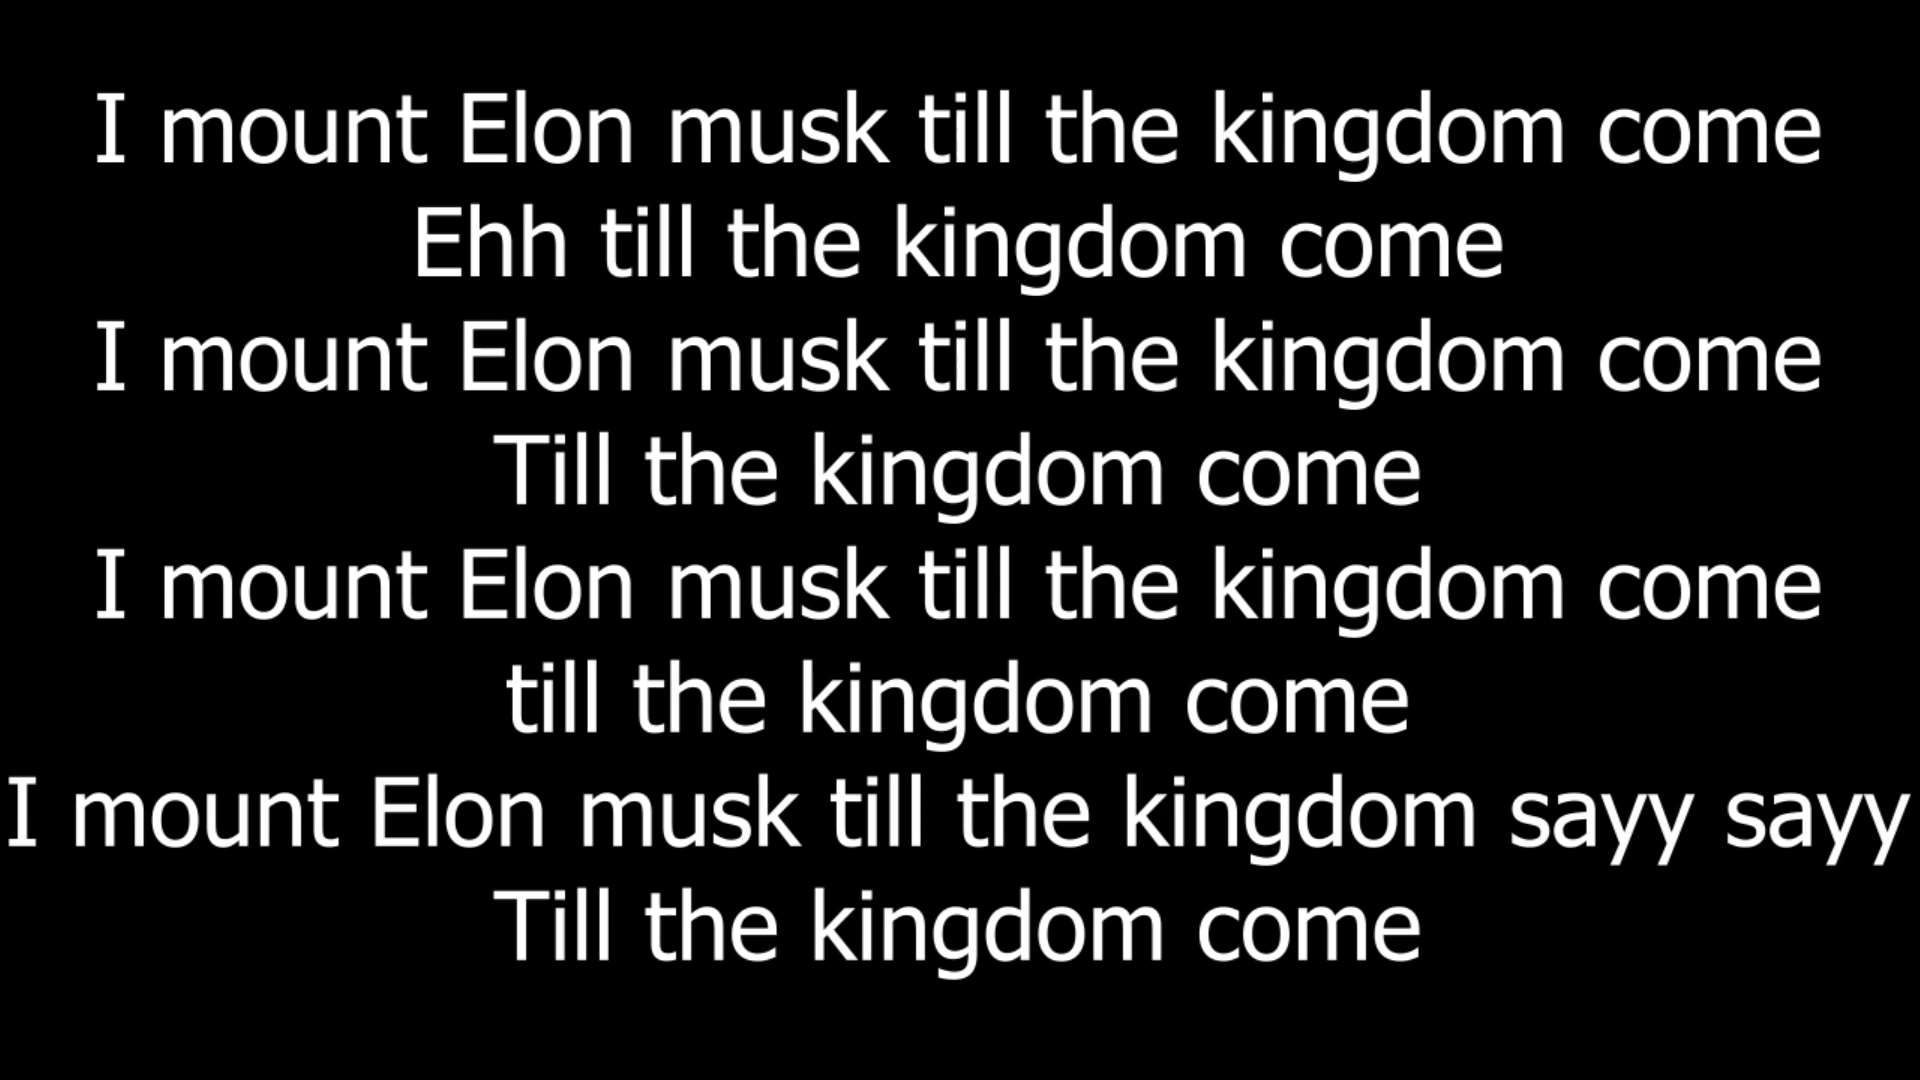 I mount Elon musk till the kingdom come
Ehh till the kingdom come
I mount Elon musk till the kingdom come
Till the kingdom come
I mount Elon musk till the kingdom come
till the kingdom come
I mount Elon musk till the kingdom sayy sayy
Till the kingdom come